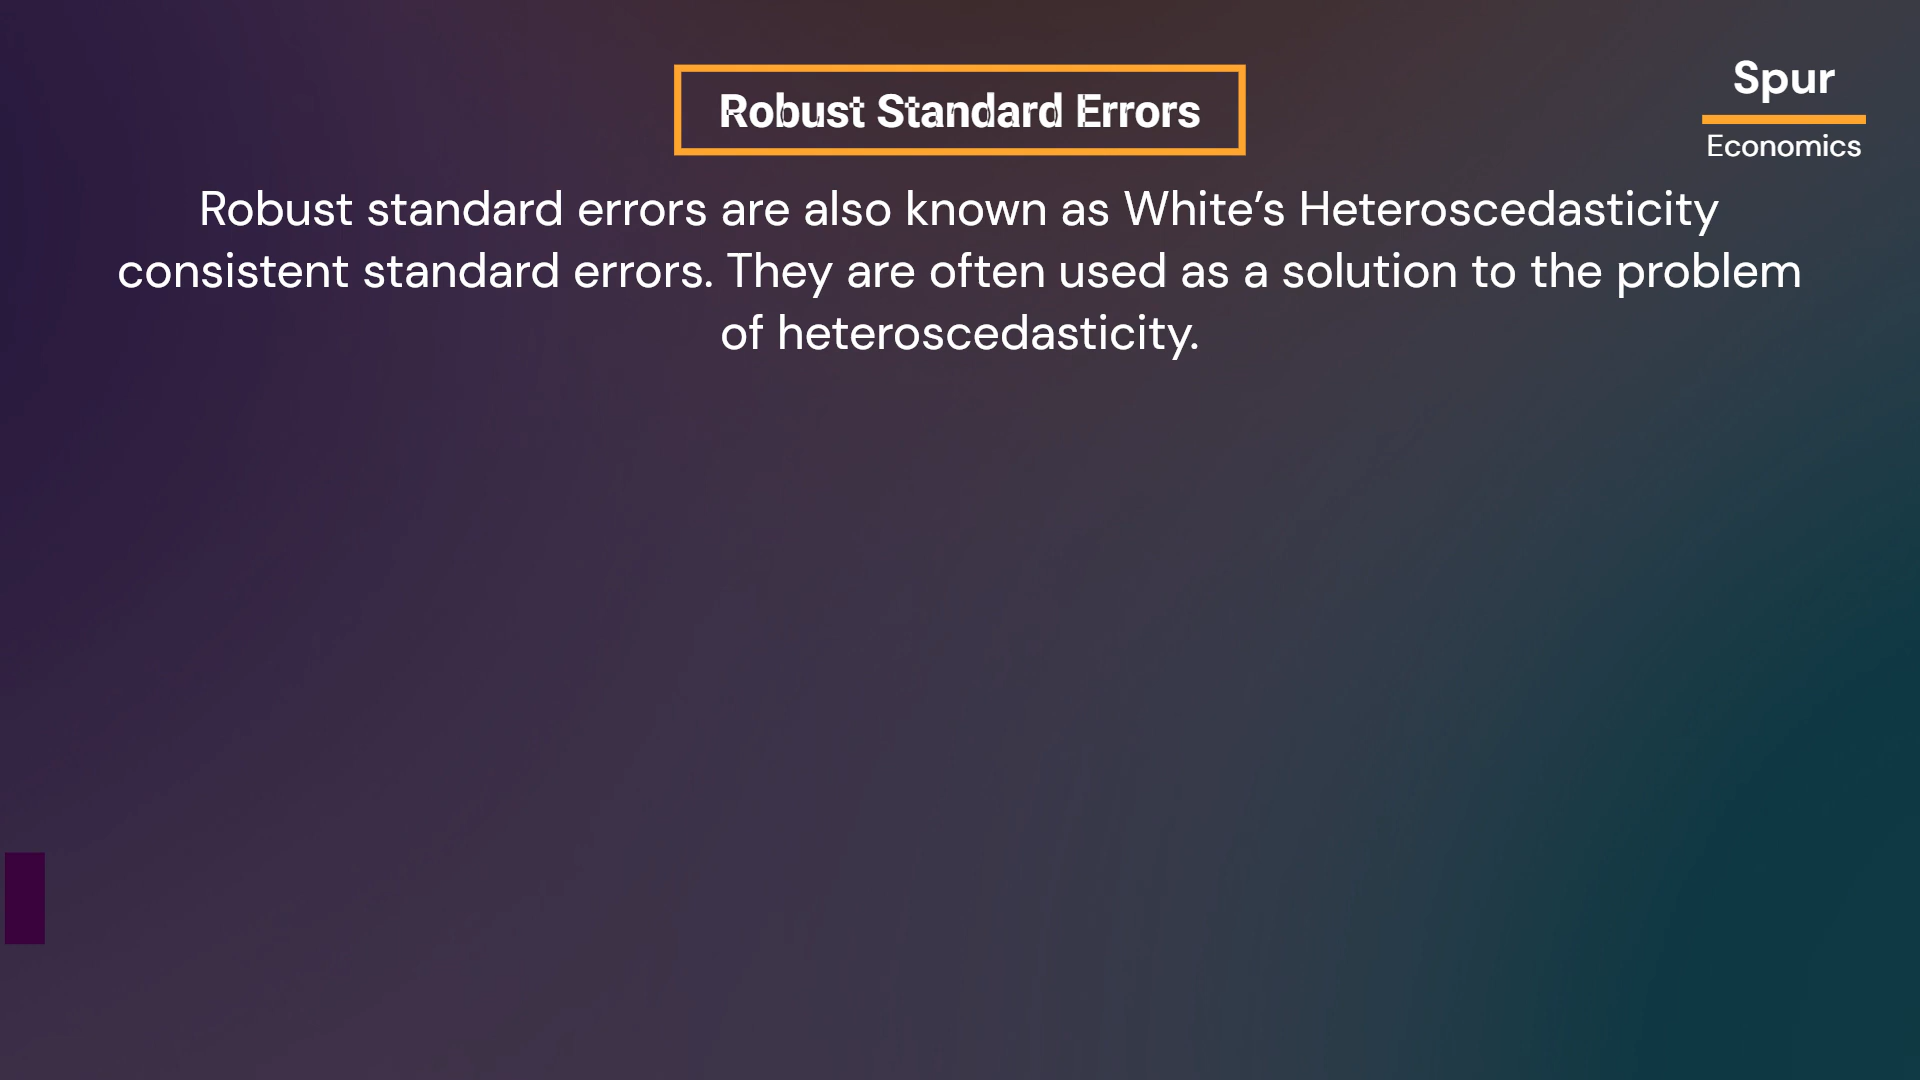 Robust Standard Errors
Spur
Economics
Robust standard errors are also known as White’s Heteroscedasticity
consistent standard errors. They are often used as a solution to the problem
of heteroscedasticity.